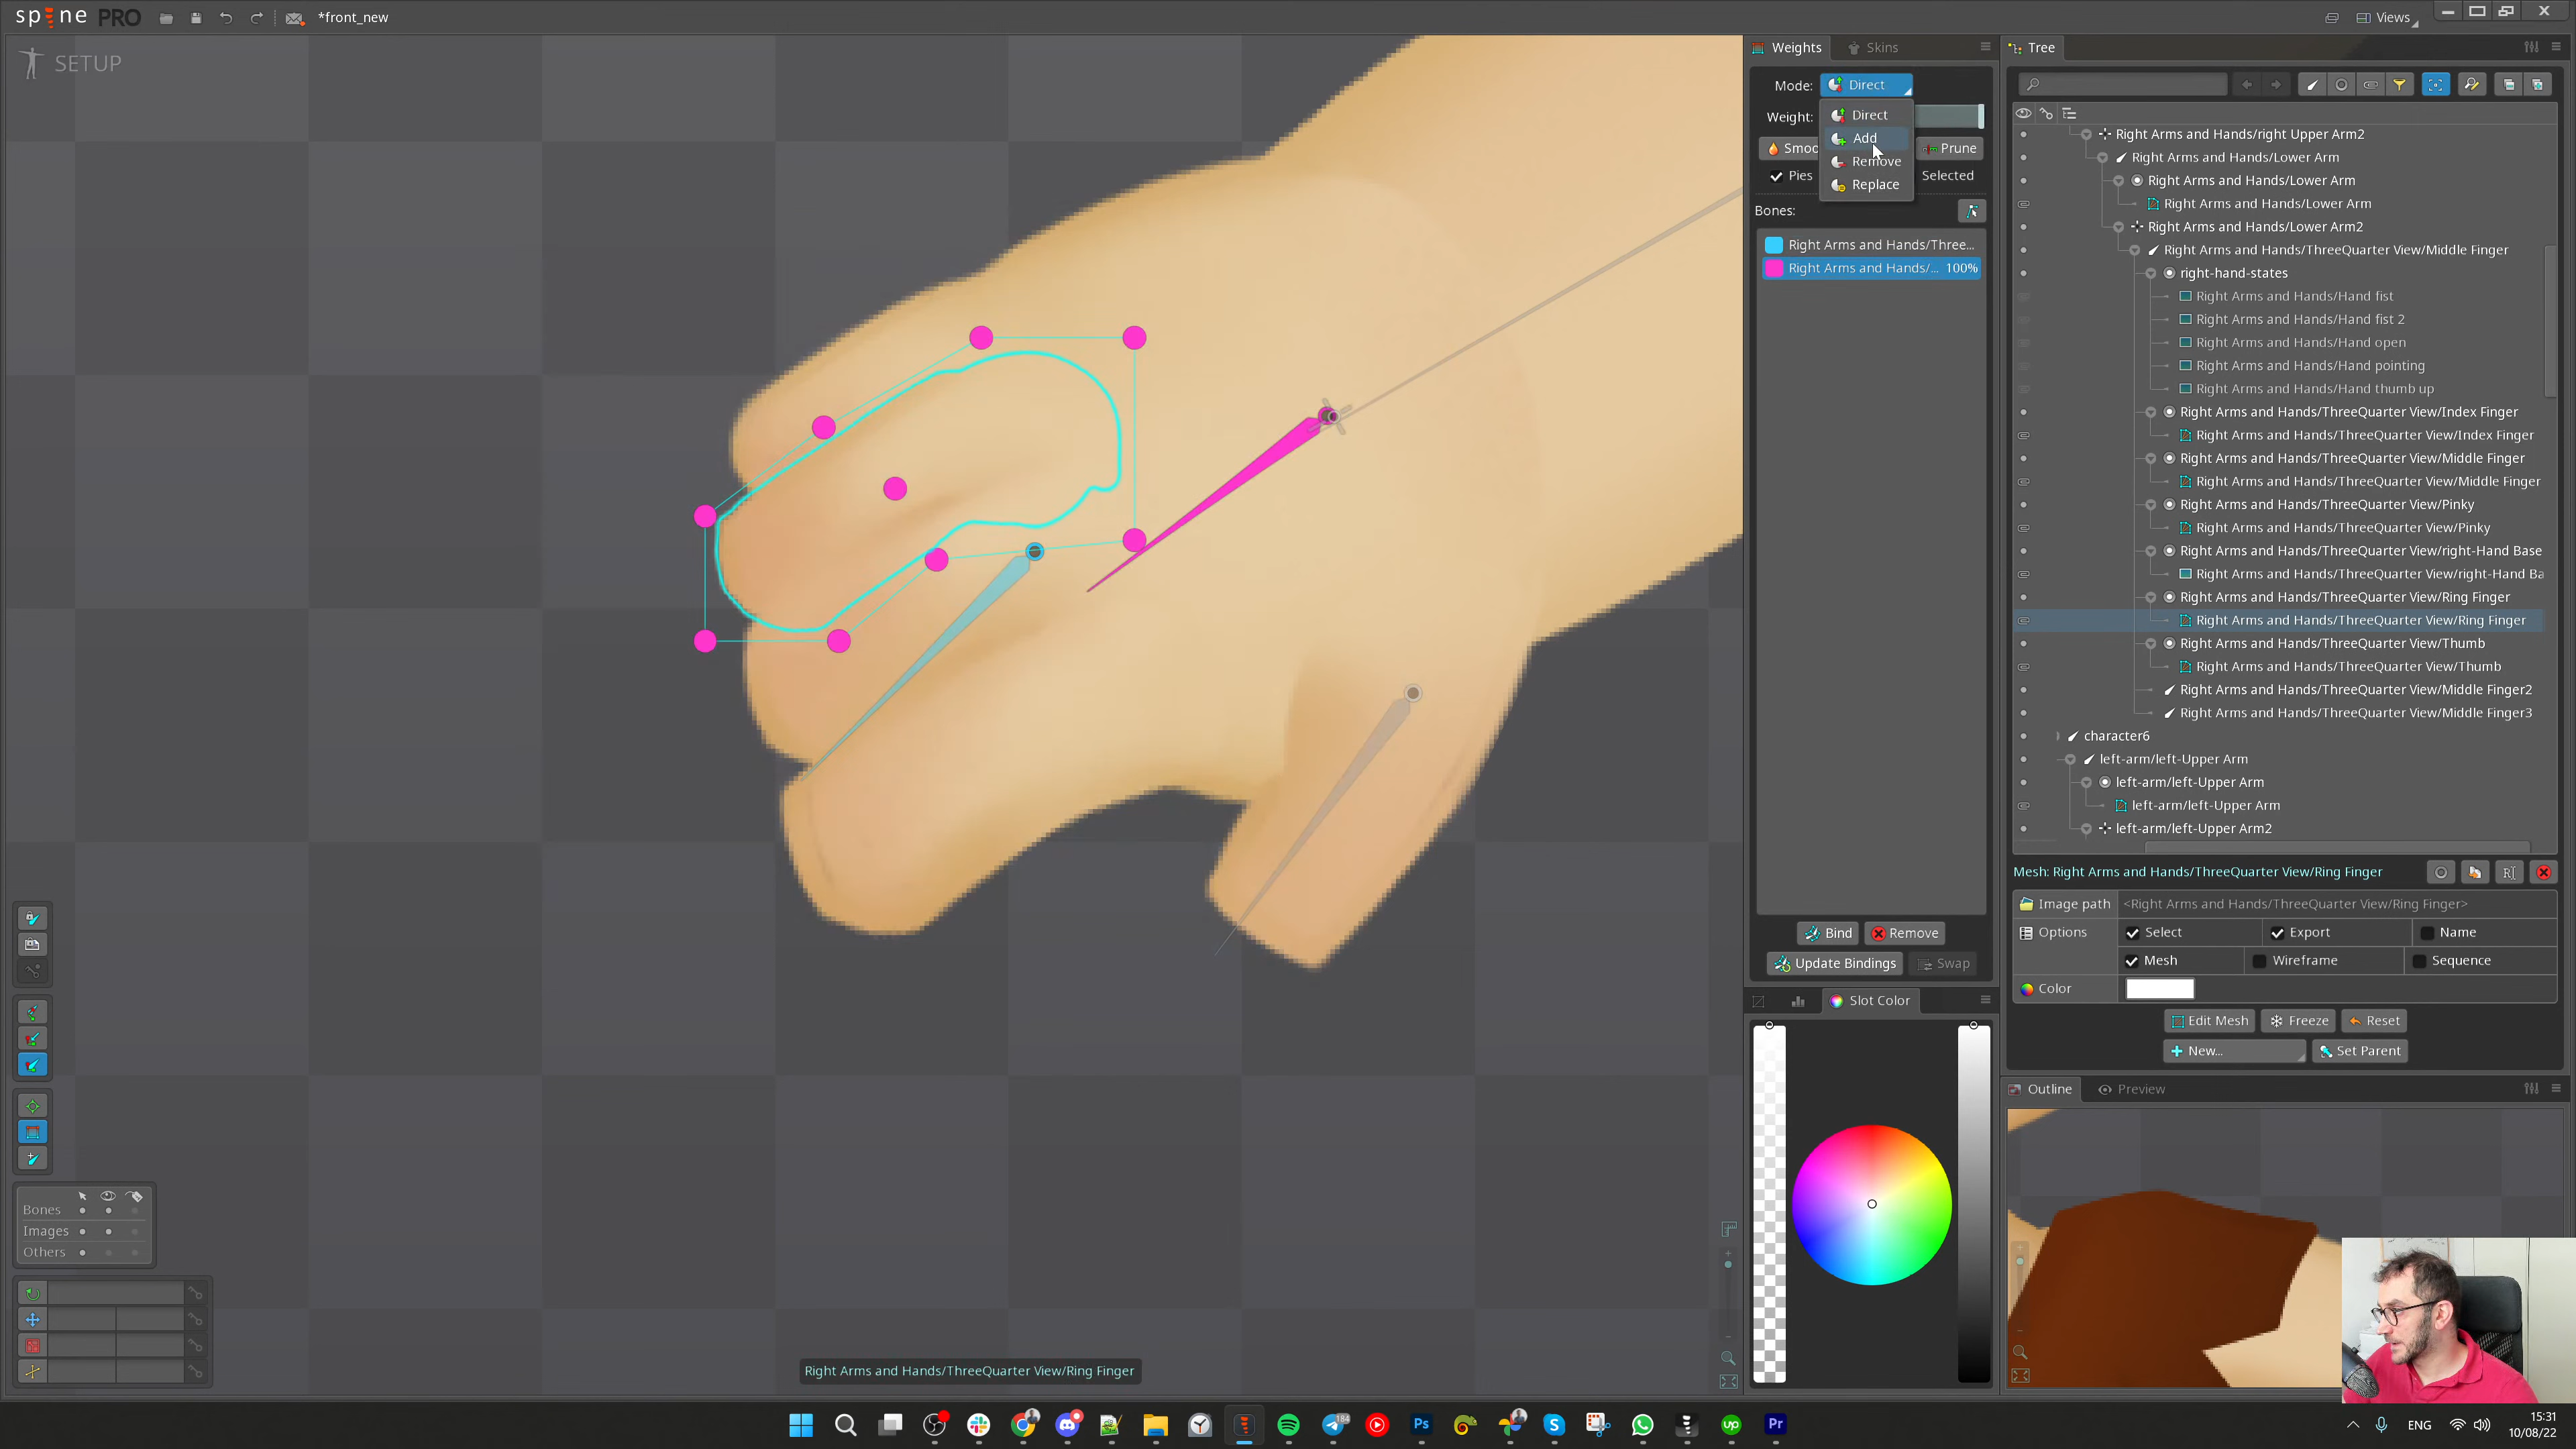 spine PRO
*front_new
Views
SETUP
Weights
Skins
Mode:
Direct
Weight:
Direct
Add
Remove
Replace
Smoo
Prune
Pies
Selected
Bones:
Right Arms and Hands/Three...
Right Arms and Hands/... 100%
Bind
Remove
Update Bindings
Swap
Slot Color
Tree
Right Arms and Hands/right Upper Arm2
Right Arms and Hands/Lower Arm
Right Arms and Hands/Lower Arm
Right Arms and Hands/Lower Arm
Right Arms and Hands/Lower Arm2
Right Arms and Hands/ThreeQuarter View/Middle Finger
right-hand-states
Right Arms and Hands/Hand fist
Right Arms and Hands/Hand fist 2
Right Arms and Hands/Hand open
Right Arms and Hands/Hand pointing
Right Arms and Hands/Hand thumb up
Right Arms and Hands/ThreeQuarter View/Index Finger
Right Arms and Hands/ThreeQuarter View/Index Finger
Right Arms and Hands/ThreeQuarter View/Middle Finger
Right Arms and Hands/ThreeQuarter View/Middle Finger
Right Arms and Hands/ThreeQuarter View/Pinky
Right Arms and Hands/ThreeQuarter View/Pinky
Right Arms and Hands/ThreeQuarter View/right-Hand Base
Right Arms and Hands/ThreeQuarter View/right-Hand Ba
Right Arms and Hands/ThreeQuarter View/Ring Finger
Right Arms and Hands/ThreeQuarter View/Ring Finger
Right Arms and Hands/ThreeQuarter View/Thumb
Right Arms and Hands/ThreeQuarter View/Thumb
Right Arms and Hands/ThreeQuarter View/Middle Finger2
Right Arms and Hands/ThreeQuarter View/Middle Finger3
character6
left-arm/left-Upper Arm
left-arm/left-Upper Arm
left-arm/left-Upper Arm
left-arm/left-Upper Arm2
Mesh: Right Arms and Hands/ThreeQuarter View/Ring Finger
Image path
<Right Arms and Hands/ThreeQuarter View/Ring Finger>
Options
Select
Export
Name
Mesh
Wireframe
Sequence
Color
Edit Mesh
Freeze
Reset
New...
Set Parent
Outline
Preview
Bones
Images
Others
Right Arms and Hands/ThreeQuarter View/Ring Finger
184
Ps
up
Pr
ENG
15:31
10/08/22